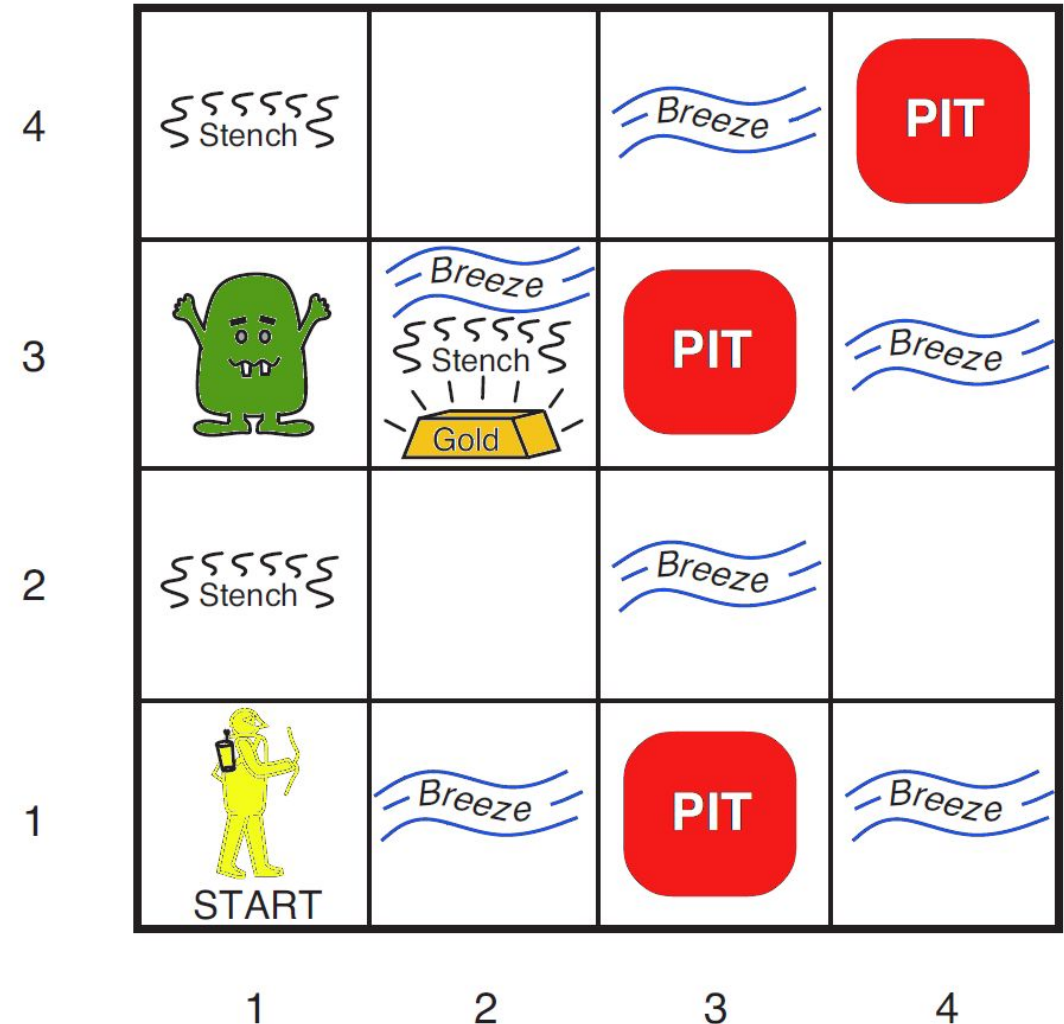 4
Stench
Breeze
PIT
3
Breeze
Stench
Gold
PIT
Breeze
2
Stench
Breeze
1
START
Breeze
PIT
Breeze
1 2 3 4